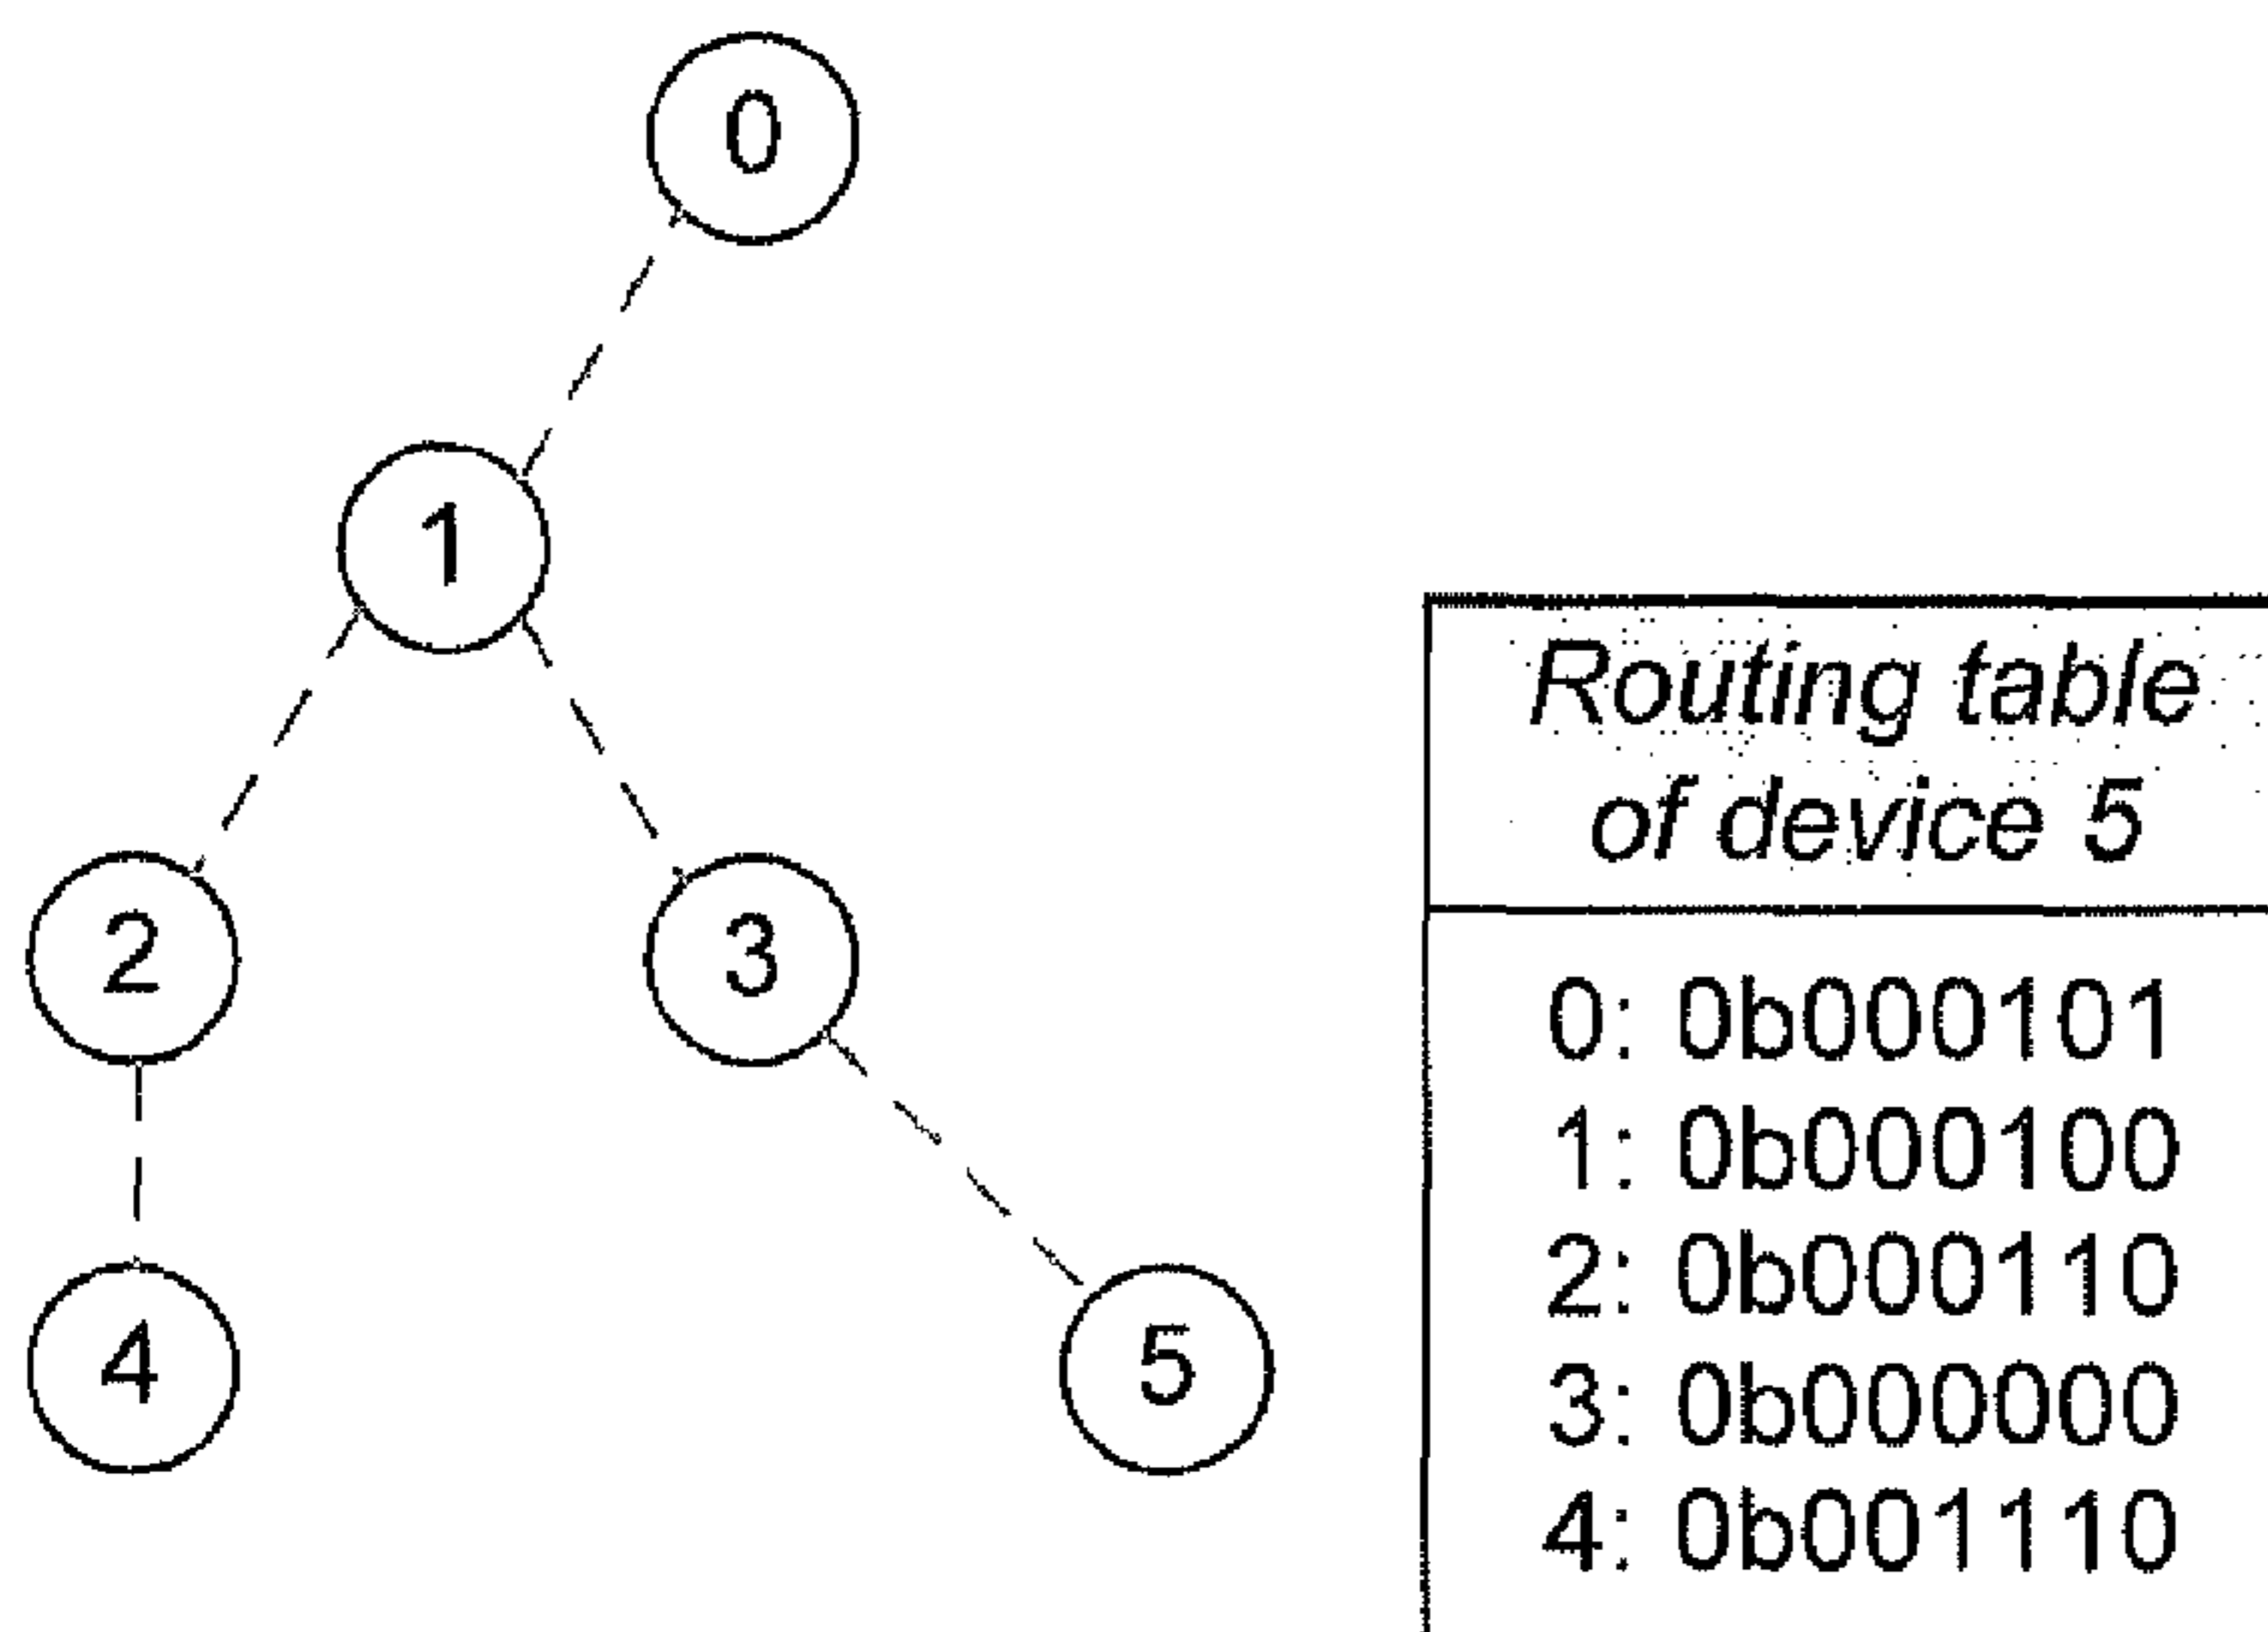 0
1
2
3
4
5
Routing table
of device 5
0: 0b000101
1: 0b000100
2: 0b000110
3: 0b000000
4: 0b001110